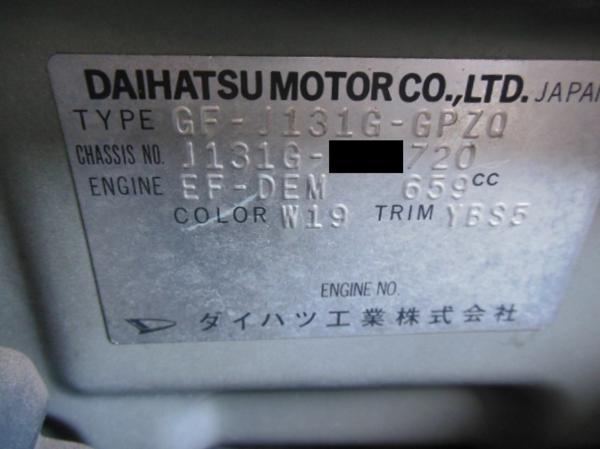 DAIHATSU MOTOR CO.,LTD. JAPAN
TYPE GF-J131G-GPZQ
CHASSIS NO. J131G- 720
ENGINE EF-DEM 659CC
COLOR W19 TRIM YBS5
ENGINE NO.
ダイハツ工業株式会社